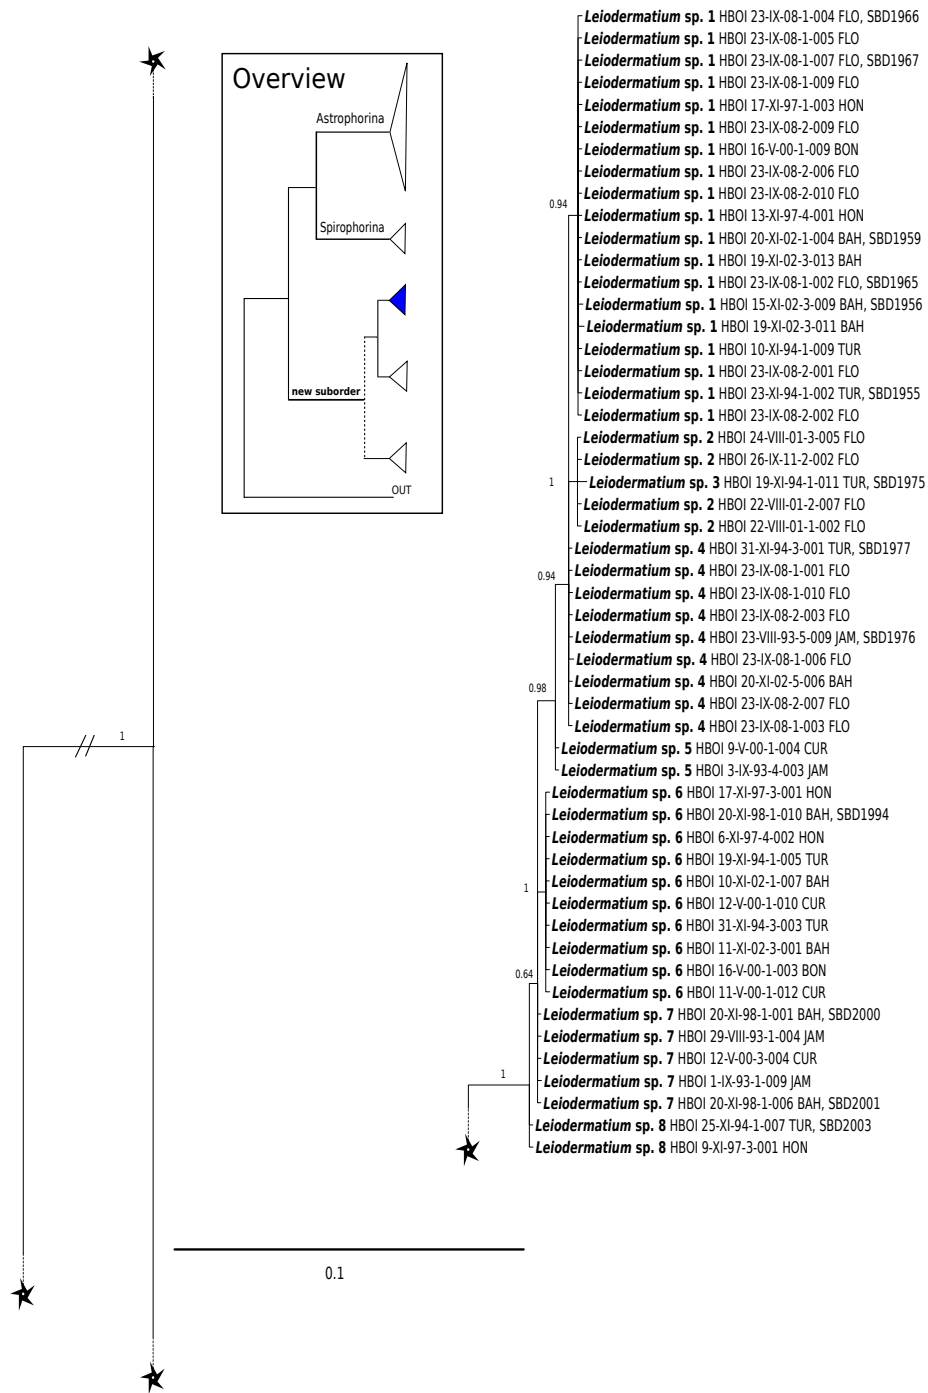 Overview
Astrophorina
Spirophorina
new suborder
OUT
1
0.1
Leiodermatium sp. 1 HBOI 23-IX-08-1-004 FLO, SBD1966
Leiodermatium sp. 1 HBOI 23-IX-08-1-005 FLO
Leiodermatium sp. 1 HBOI 23-IX-08-1-007 FLO, SBD1967
Leiodermatium sp. 1 HBOI 23-IX-08-1-009 FLO
Leiodermatium sp. 1 HBOI 17-XI-97-1-003 HON
Leiodermatium sp. 1 HBOI 23-IX-08-2-009 FLO
Leiodermatium sp. 1 HBOI 16-V-00-1-009 BON
Leiodermatium sp. 1 HBOI 23-IX-08-2-006 FLO
Leiodermatium sp. 1 HBOI 23-IX-08-2-010 FLO
0.94
Leiodermatium sp. 1 HBOI 13-XI-97-4-001 HON
Leiodermatium sp. 1 HBOI 20-XI-02-1-004 BAH, SBD1959
Leiodermatium sp. 1 HBOI 19-XI-02-3-013 BAH
Leiodermatium sp. 1 HBOI 23-IX-08-1-002 FLO, SBD1965
Leiodermatium sp. 1 HBOI 15-XI-02-3-009 BAH, SBD1956
Leiodermatium sp. 1 HBOI 19-XI-02-3-011 BAH
Leiodermatium sp. 1 HBOI 10-XI-94-1-009 TUR
Leiodermatium sp. 1 HBOI 23-IX-08-2-001 FLO
Leiodermatium sp. 1 HBOI 23-XI-94-1-002 TUR, SBD1955
Leiodermatium sp. 1 HBOI 23-IX-08-2-002 FLO
Leiodermatium sp. 2 HBOI 24-VIII-01-3-005 FLO
Leiodermatium sp. 2 HBOI 26-IX-11-2-002 FLO
1
Leiodermatium sp. 3 HBOI 19-XI-94-1-011 TUR, SBD1975
Leiodermatium sp. 2 HBOI 22-VIII-01-2-007 FLO
Leiodermatium sp. 2 HBOI 22-VIII-01-1-002 FLO
Leiodermatium sp. 4 HBOI 31-XI-94-3-001 TUR, SBD1977
0.94
Leiodermatium sp. 4 HBOI 23-IX-08-1-001 FLO
Leiodermatium sp. 4 HBOI 23-IX-08-1-010 FLO
Leiodermatium sp. 4 HBOI 23-IX-08-2-003 FLO
Leiodermatium sp. 4 HBOI 23-VIII-93-5-009 JAM, SBD1976
Leiodermatium sp. 4 HBOI 23-IX-08-1-006 FLO
0.98
Leiodermatium sp. 4 HBOI 20-XI-02-5-006 BAH
Leiodermatium sp. 4 HBOI 23-IX-08-2-007 FLO
Leiodermatium sp. 4 HBOI 23-IX-08-1-003 FLO
Leiodermatium sp. 5 HBOI 9-V-00-1-004 CUR
Leiodermatium sp. 5 HBOI 3-IX-93-4-003 JAM
Leiodermatium sp. 6 HBOI 17-XI-97-3-001 HON
Leiodermatium sp. 6 HBOI 20-XI-98-1-010 BAH, SBD1994
Leiodermatium sp. 6 HBOI 6-XI-97-4-002 HON
Leiodermatium sp. 6 HBOI 19-XI-94-1-005 TUR
Leiodermatium sp. 6 HBOI 10-XI-02-1-007 BAH
1
Leiodermatium sp. 6 HBOI 12-V-00-1-010 CUR
Leiodermatium sp. 6 HBOI 31-XI-94-3-003 TUR
Leiodermatium sp. 6 HBOI 11-XI-02-3-001 BAH
Leiodermatium sp. 6 HBOI 16-V-00-1-003 BON
0.64
Leiodermatium sp. 6 HBOI 11-V-00-1-012 CUR
Leiodermatium sp. 7 HBOI 20-XI-98-1-001 BAH, SBD2000
Leiodermatium sp. 7 HBOI 29-VIII-93-1-004 JAM
Leiodermatium sp. 7 HBOI 12-V-00-3-004 CUR
1
Leiodermatium sp. 7 HBOI 1-IX-93-1-009 JAM
Leiodermatium sp. 7 HBOI 20-XI-98-1-006 BAH, SBD2001
Leiodermatium sp. 8 HBOI 25-XI-94-1-007 TUR, SBD2003
Leiodermatium sp. 8 HBOI 9-XI-97-3-001 HON